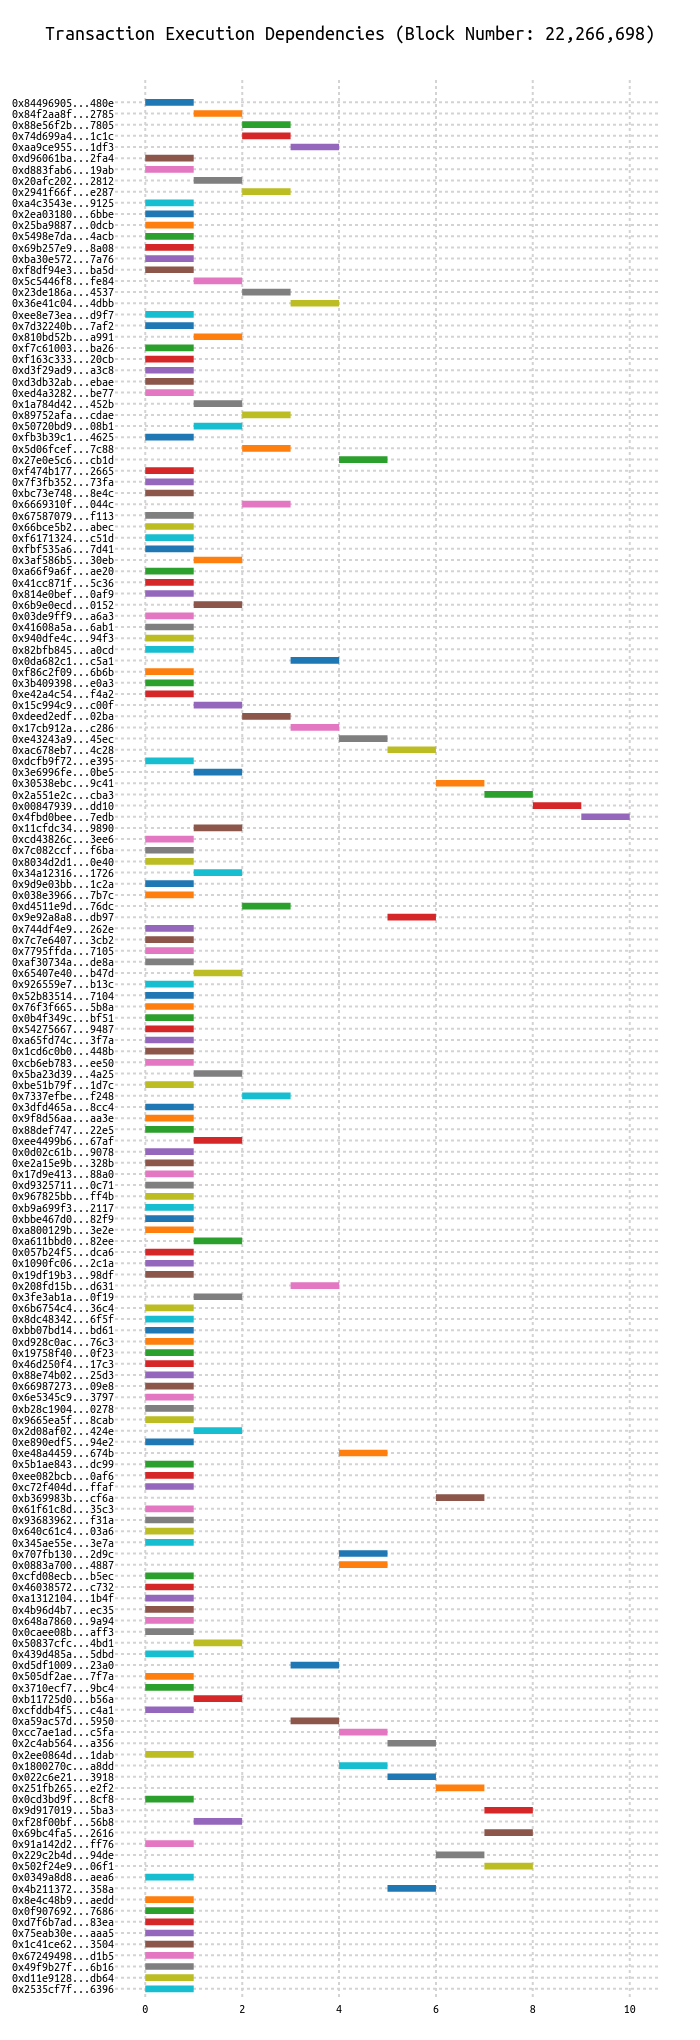 Transaction Execution Dependencies (Block Number: 22,266,698)
0x84496905...480e
0x84f2aa8f...2785
0x88e56f2b...7805
0x74d699a4...1c1c
0xaa9ce955...1df3
0xd96061ba...2fa4
0xd883fab6...19ab
0x20afc202...2812
0x2941f66f...e287
0xa4c3543e...9125
0x2ea03180...6bbe
0x25ba9887...0dcb
0x5498e7da...4acb
0x69b257e9...8a08
0xba30e572...7a76
0xf8df94e3...ba5d
0x5c5446f8...fe84
0x23de186a...4537
0x36e41c04...4dbb
0xee8e73ea...d9f7
0x7d32240b...7af2
0x810bd52b...a991
0xf7c61003...ba26
0xf163c333...20cb
0xd3f29ad9...a3c8
0xd3db32ab...ebae
0xed4a3282...be77
0x1a784d42...452b
0x89752afa...cdae
0x50720bd9...08b1
0xfb3b39c1...4625
0x5d06fcef...7c88
0x27e0e5c6...cb1d
0xf474b177...2665
0x7f3fb352...73fa
0xbc73e748...8e4c
0x6669310f...044c
0x67587079...f113
0x66bce5b2...abec
0xf6171324...c51d
0xfbf535a6...7d41
0x3af586b5...30eb
0xa66f9a6f...ae20
0x41cc871f...5c36
0x814e0bef...0af9
0x6b9e0ecd...0152
0x03de9ff9...a6a3
0x41608a5a...6ab1
0x940dfe4c...94f3
0x82bfb845...a0cd
0x0da682c1...c5a1
0xf86c2f09...6b6b
0x3b409398...e0a3
0xe42a4c54...f4a2
0x15c994c9...c00f
0xdeed2edf...02ba
0x17cb912a...c286
0xe43243a9...45ec
0xac678eb7...4c28
0xdcfb9f72...e395
0x3e6996fe...0be5
0x30538ebc...9c41
0x2a551e2c...cba3
0x00847939...dd10
0x4fbd0bee...7edb
0x11cfdc34...9890
0xcd43826c...3ee6
0x7c082ccf...f6ba
0x8034d2d1...0e40
0x34a12316...1726
0x9d9e03bb...1c2a
0x038e3966...7b7c
0xd4511e9d...76dc
0x9e92a8a8...db97
0x744df4e9...262e
0x7c7e6407...3cb2
0x7795ffda...7105
0xaf30734a...de8a
0x65407e40...b47d
0x926559e7...b13c
0x52b83514...7104
0x76f3f665...5b8a
0x0b4f349c...bf51
0x54275667...9487
0xa65fd74c...3f7a
0x1cd6c0b0...448b
0xcb6eb783...ee50
0x5ba23d39...4a25
0xbe51b79f...1d7c
0x7337efbe...f248
0x3dfd465a...8cc4
0x9f8d56aa...aa3e
0x88def747...22e5
0xee4499b6...67af
0x0d02c61b...9078
0xe2a15e9b...328b
0x17d9e413...88a0
0xd9325711...0c71
0x967825bb...ff4b
0xb9a699f3...2117
0xbbe467d0...82f9
0xa800129b...3e2e
0xa611bbd0...82ee
0x057b24f5...dca6
0x1090fc06...2c1a
0x19df19b3...98df
0x208fd15b...d631
0x3fe3ab1a...0f19
0x6b6754c4...36c4
0x8dc48342...6f5f
0xbb07bd14...bd61
0xd928c0ac...76c3
0x19758f40...0f23
0x46d250f4...17c3
0x88e74b02...25d3
0x66987273...09e8
0x6e5345c9...3797
0xb28c1904...0278
0x9665ea5f...8cab
0x2d08af02...424e
0xe890edf5...94e2
0xe48a4459...674b
0x5b1ae843...dc99
0xee082bcb...0af6
0xc72f404d...ffaf
0xb369983b...cf6a
0x61f61c8d...35c3
0x93683962...f31a
0x640c61c4...03a6
0x345ae55e...3e7a
0x707fb130...2d9c
0x0883a700...4887
0xcfd08ecb...b5ec
0x46038572...c732
0xa1312104...1b4f
0x4b96d4b7...ec35
0x648a7860...9a94
0x0caee08b...aff3
0x50837cfc...4bd1
0x439d485a...5dbd
0xd5df1009...23a0
0x505df2ae...7f7a
0x3710ecf7...9bc4
0xb11725d0...b56a
0xcfddb4f5...c4a1
0xa59ac57d...5950
0xcc7ae1ad...c5fa
0x2c4ab564...a356
0x2ee0864d...1dab
0x1800270c...a8dd
0x022c6e21...3918
0x251fb265...e2f2
0x0cd3bd9f...8cf8
0x9d917019...5ba3
0xf28f00bf...56b8
0x69bc4fa5...2616
0x91a142d2...ff76
0x229c2b4d...94de
0x502f24e9...06f1
0x0349a8d8...aea6
0x4b211372...358a
0x8e4c48b9...aedd
0x0f907692...7686
0xd7f6b7ad...83ea
0x75eab30e...aaa5
0x1c41ce62...3504
0x67249498...d1b5
0x49f9b27f...6b16
0xd11e9128...db64
0x2535cf7f...6396
0 2 4 6 8 10